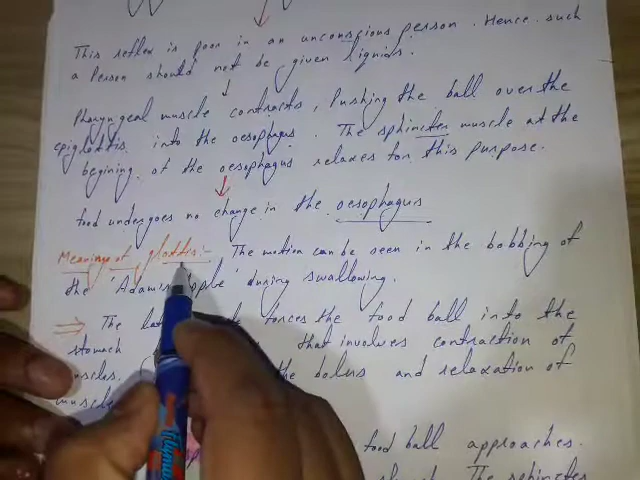 This reflex is poor in an unconscious person. Hence such
a Person should not be given liquids.
Pharyngeal muscle contracts, Pushing the ball over the
epiglottis into the oesophagus. The sphincter muscle at the
begining of the oesophagus relaxes for this purpose.
food undergoes no change in the oesophagus
Meaning of glottis :- The motion can be seen in the bobbing of
the 'Adam's apple' during swallowing.
⇒ The forces the food ball into the
stomach that involves contraction of
muscles. the bolus and relaxation of
muscle
food ball approaches.
The sphincter